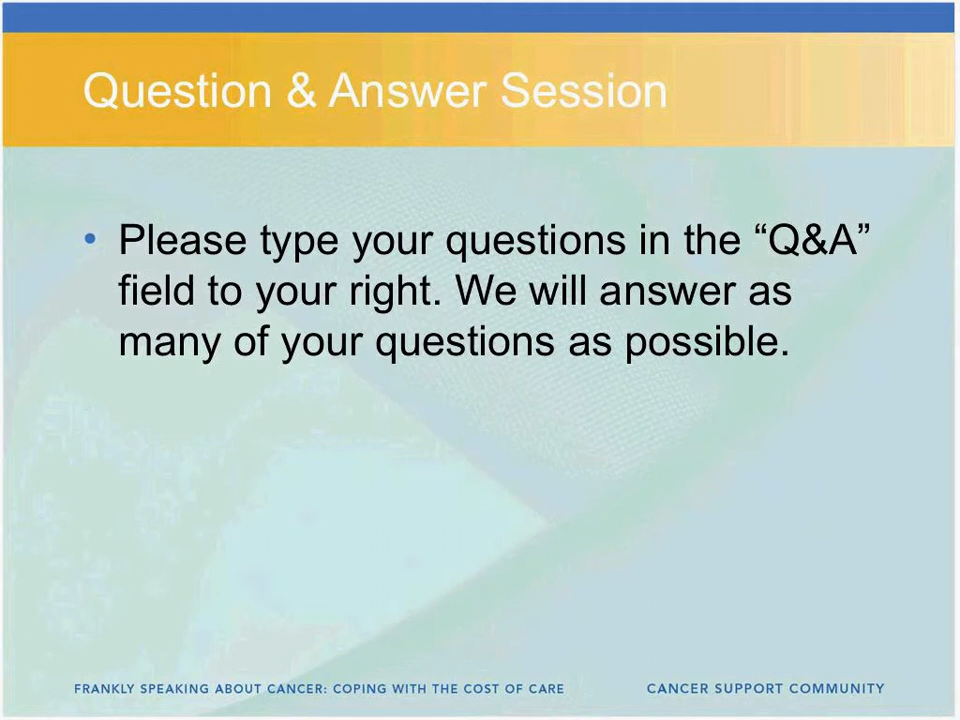 Question & Answer Session
• Please type your questions in the “Q&A”
field to your right. We will answer as
many of your questions as possible.
FRANKLY SPEAKING ABOUT CANCER: COPING WITH THE COST OF CARE
CANCER SUPPORT COMMUNITY